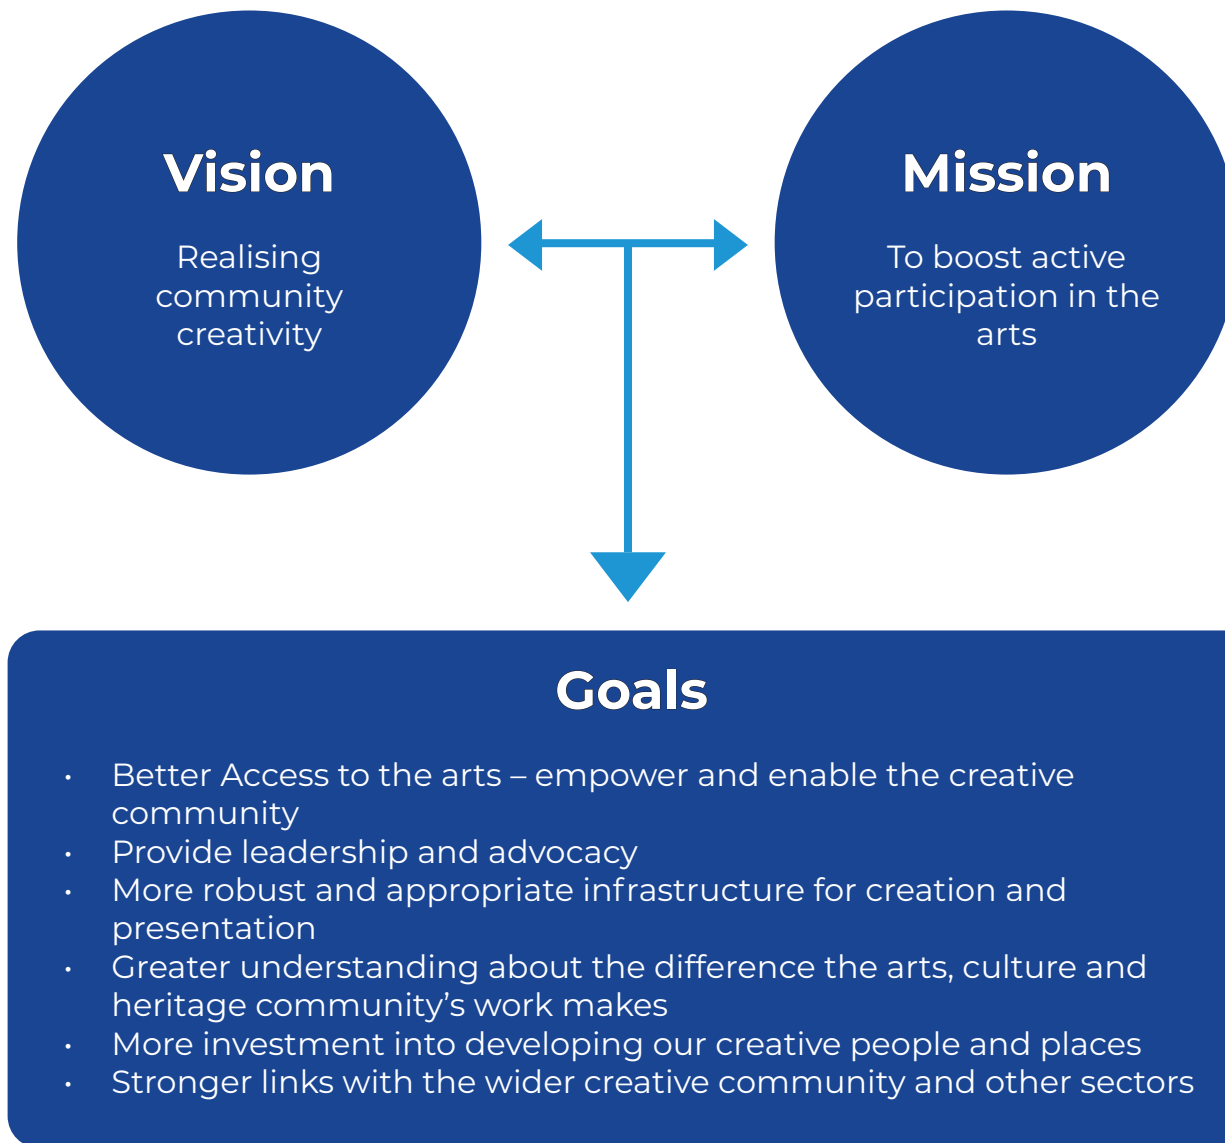 Vision
Realising
community
creativity
Mission
To boost active
participation in the
arts
Goals
• Better Access to the arts – empower and enable the creative
community
• Provide leadership and advocacy
• More robust and appropriate infrastructure for creation and
presentation
• Greater understanding about the difference the arts, culture and
heritage community’s work makes
• More investment into developing our creative people and places
• Stronger links with the wider creative community and other sectors